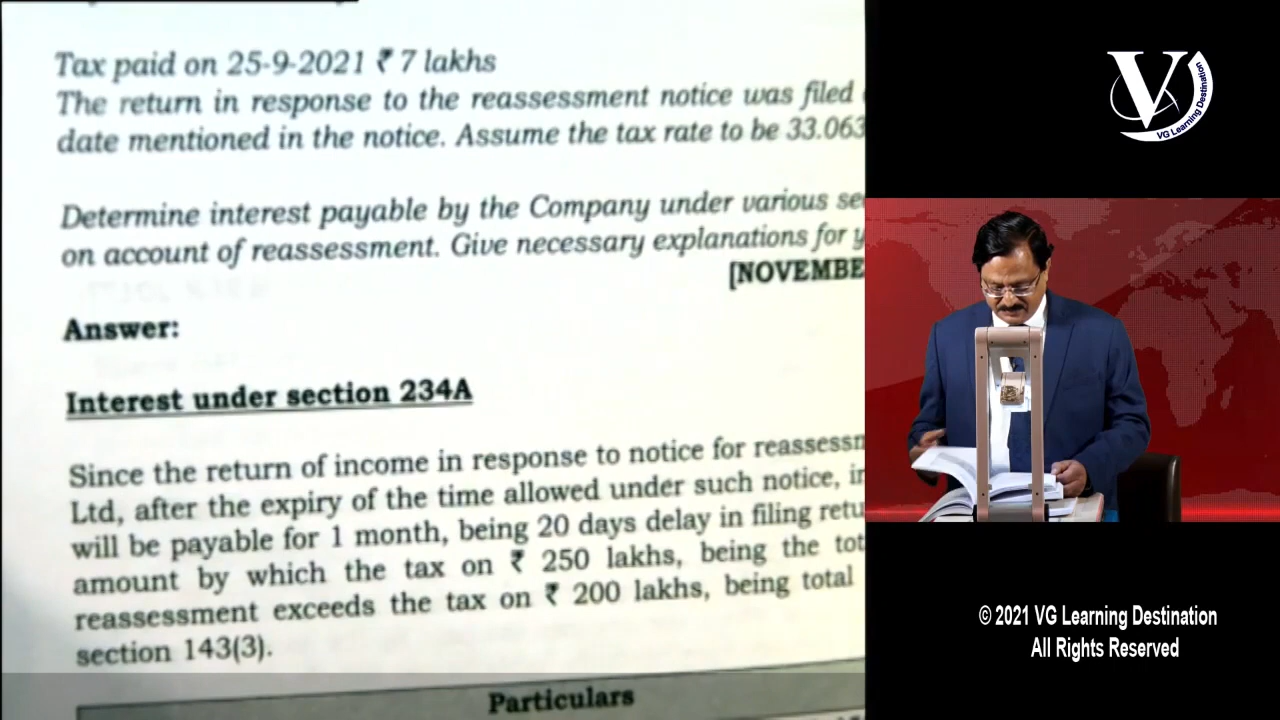 Tax paid on 25-9-2021 ₹ 7 lakhs
The return in response to the reassessment notice was filed
date mentioned in the notice. Assume the tax rate to be 33.063
Determine interest payable by the Company under various se
on account of reassessment. Give necessary explanations for y
[NOVEMBE
Answer:
Interest under section 234A
Since the return of income in response to notice for reassessm
Ltd, after the expiry of the time allowed under such notice, in
will be payable for 1 month, being 20 days delay in filing retu
amount by which the tax on ₹ 250 lakhs, being the tot
reassessment exceeds the tax on ₹ 200 lakhs, being total
section 143(3).
Particulars
V
VG Learning Destination
© 2021 VG Learning Destination
All Rights Reserved